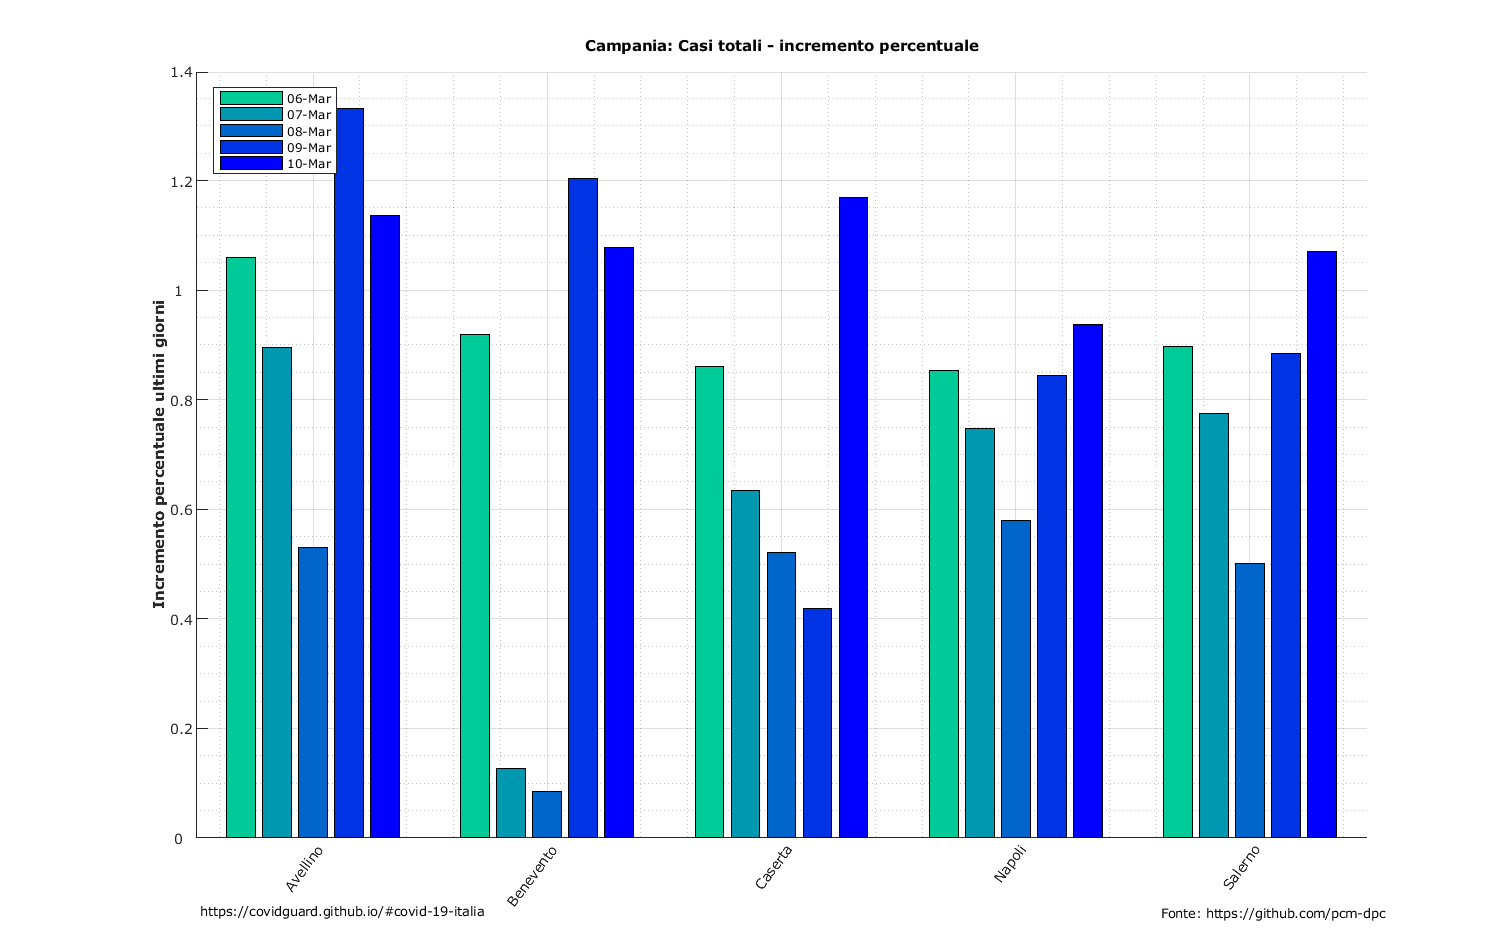 Campania: Casi totali - incremento percentuale
Incremento percentuale ultimi giorni
1.4
1.2
1
0.8
0.6
0.4
0.2
0
06-Mar
07-Mar
08-Mar
09-Mar
10-Mar
Avellino
Benevento
Caserta
Napoli
Salerno
https://covidguard.github.io/#covid-19-italia
Fonte: https://github.com/pcm-dpc